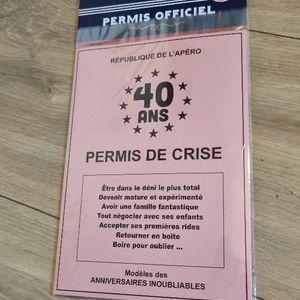 PERMIS OFFICIEL
RÉPUBLIQUE DE L'APÉRO
40
ANS
PERMIS DE CRISE
Être dans le déni le plus total
Devenir mature et expérimenté
Avoir une famille fantastique
Tout négocier avec ses enfants
Accepter ses premières rides
Retourner en boîte
Boire pour oublier ...
Modèles des
ANNIVERSAIRES INOUBLIABLES